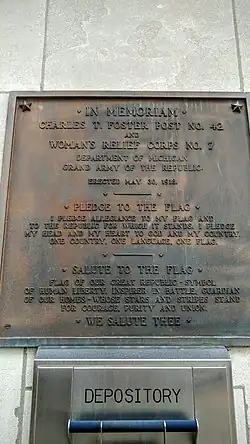 · IN MEMORIAM ·
CHARLES T. FOSTER POST NO. 42
AND
WOMAN'S RELIEF CORPS NO. 7
DEPARTMENT OF MICHIGAN
GRAND ARMY OF THE REPUBLIC.
ERECTED MAY 30, 1919.
· PLEDGE TO THE FLAG ·
I PLEDGE ALLEGIANCE TO MY FLAG AND
TO THE REPUBLIC FOR WHICH IT STANDS. I PLEDGE
MY HEAD AND MY HEART TO GOD AND MY COUNTRY,
ONE COUNTRY, ONE LANGUAGE, ONE FLAG.
· SALUTE TO THE FLAG ·
FLAG OF OUR GREAT REPUBLIC - SYMBOL
OF HUMAN LIBERTY, INSPIRER IN BATTLE, GUARDIAN
OF OUR HOMES - WHOSE STARS AND STRIPES STAND
FOR COURAGE, PURITY AND UNION.
· WE SALUTE THEE ·
DEPOSITORY